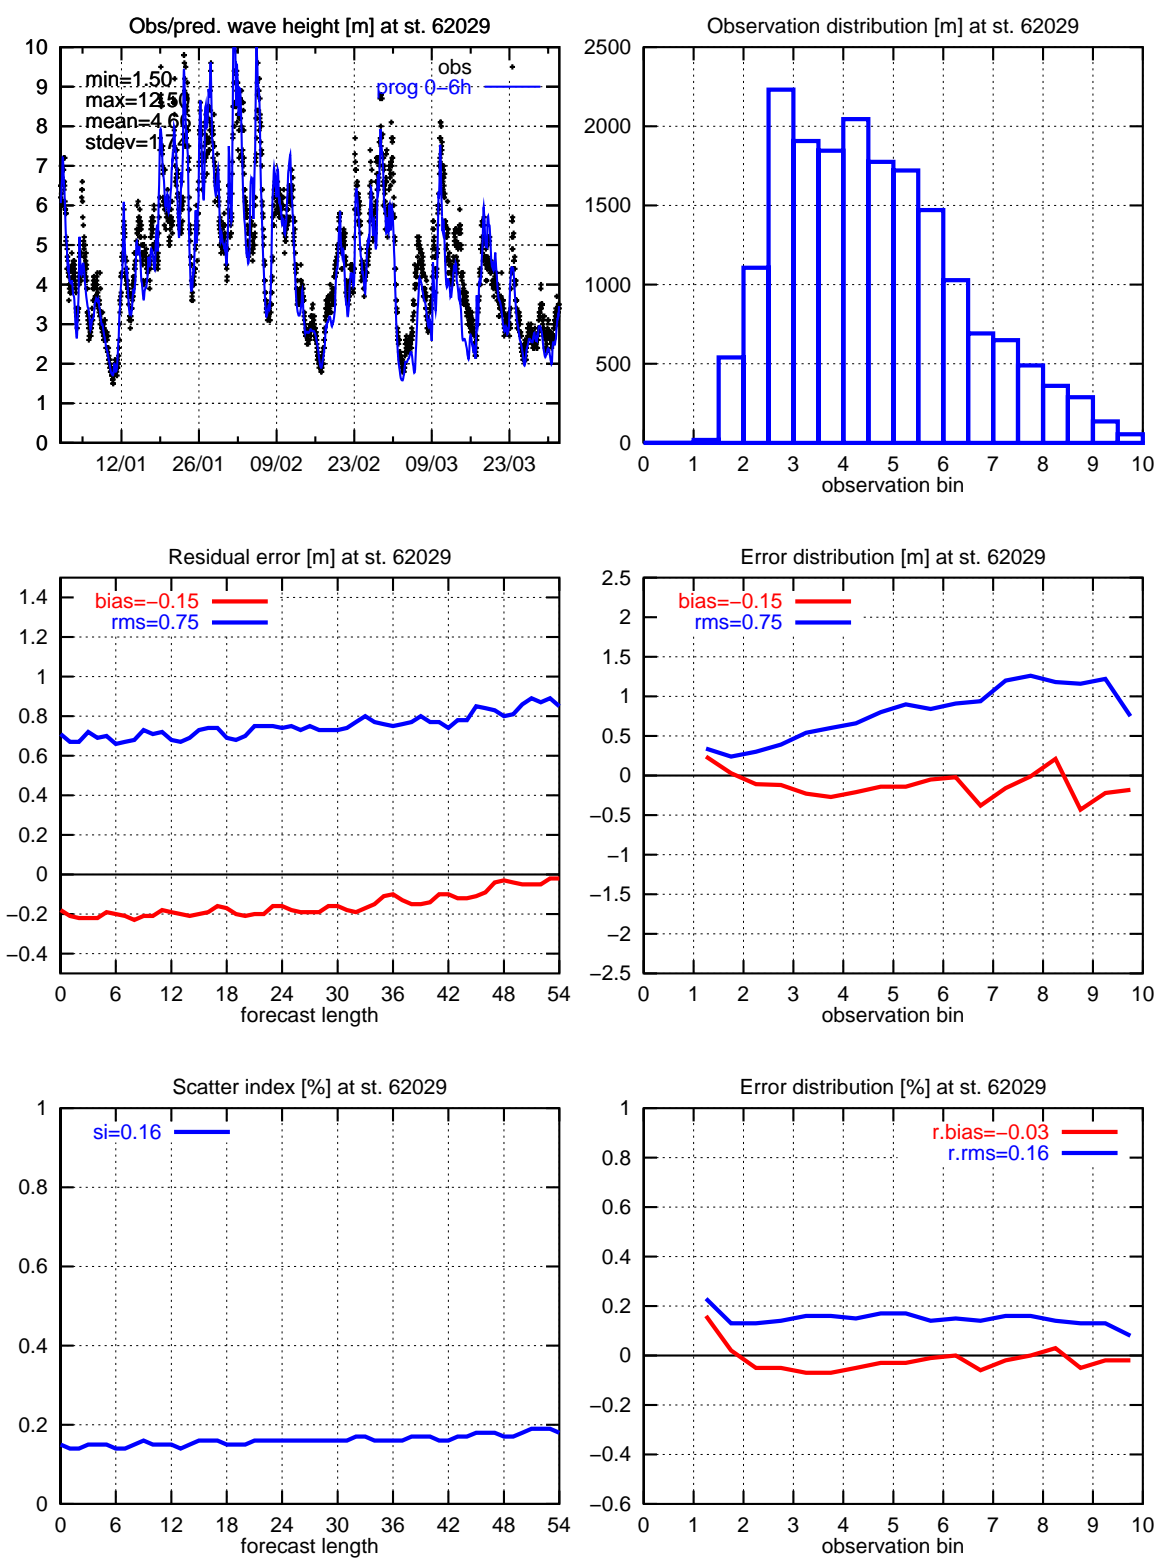 Obs/pred. wave height [m] at st. 62029
10
9
8
7
6
5
4
3
2
1
0
min=1.50
max=12.50
mean=4.66
stdev=1.74
obs
prog 0−6h
12/01 26/01 09/02 23/02 09/03 23/03
Observation distribution [m] at st. 62029
2500
2000
1500
1000
500
0
0 1 2 3 4 5 6 7 8 9 10
observation bin
Residual error [m] at st. 62029
1.4
1.2
1
0.8
0.6
0.4
0.2
0
−0.2
−0.4
bias=−0.15
rms=0.75
0 6 12 18 24 30 36 42 48 54
forecast length
Error distribution [m] at st. 62029
2.5
2
1.5
1
0.5
0
−0.5
−1
−1.5
−2
−2.5
bias=−0.15
rms=0.75
0 1 2 3 4 5 6 7 8 9 10
observation bin
Scatter index [%] at st. 62029
1
0.8
0.6
0.4
0.2
0
si=0.16
0 6 12 18 24 30 36 42 48 54
forecast length
Error distribution [%] at st. 62029
1
0.8
0.6
0.4
0.2
0
−0.2
−0.4
−0.6
r.bias=−0.03
r.rms=0.16
0 1 2 3 4 5 6 7 8 9 10
observation bin